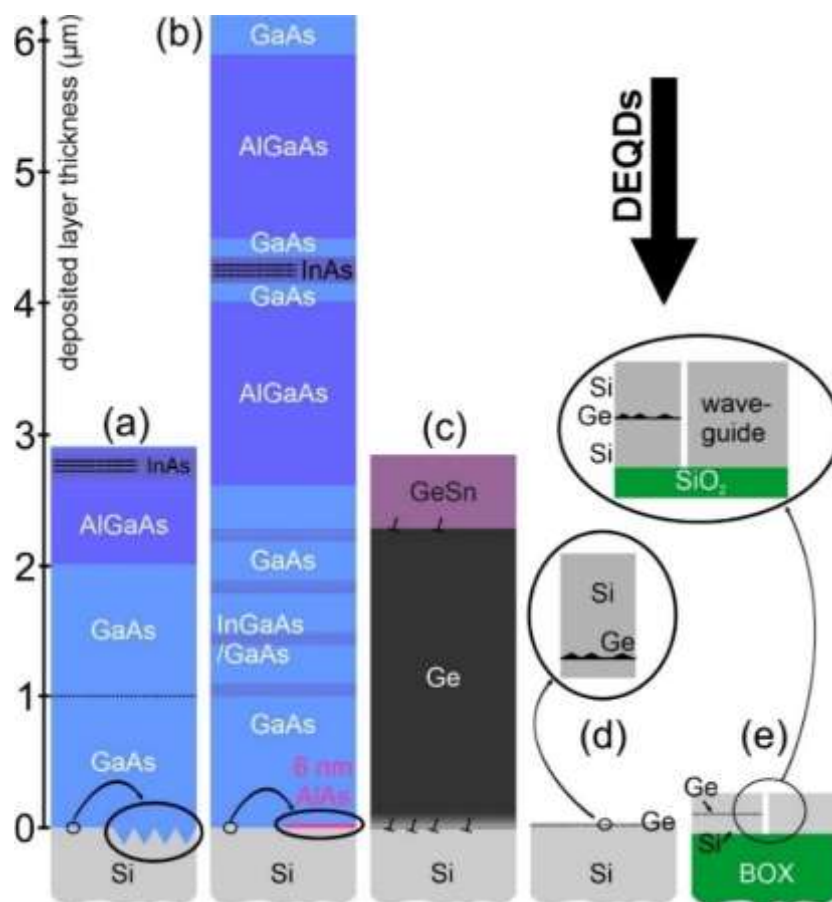 deposited layer thickness (µm)
6
5
4
3
2
1
0
(a)
InAs
AlGaAs
GaAs
GaAs
Si
(b)
GaAs
AlGaAs
GaAs
InAs
GaAs
AlGaAs
GaAs
InGaAs
/GaAs
GaAs
6 nm
AlAs
Si
(c)
GeSn
Ge
Si
DEQDs
Si
Ge
Si
wave-
guide
SiO₂
Si
Ge
(d)
Ge
Si
(e)
Ge
Si
BOX